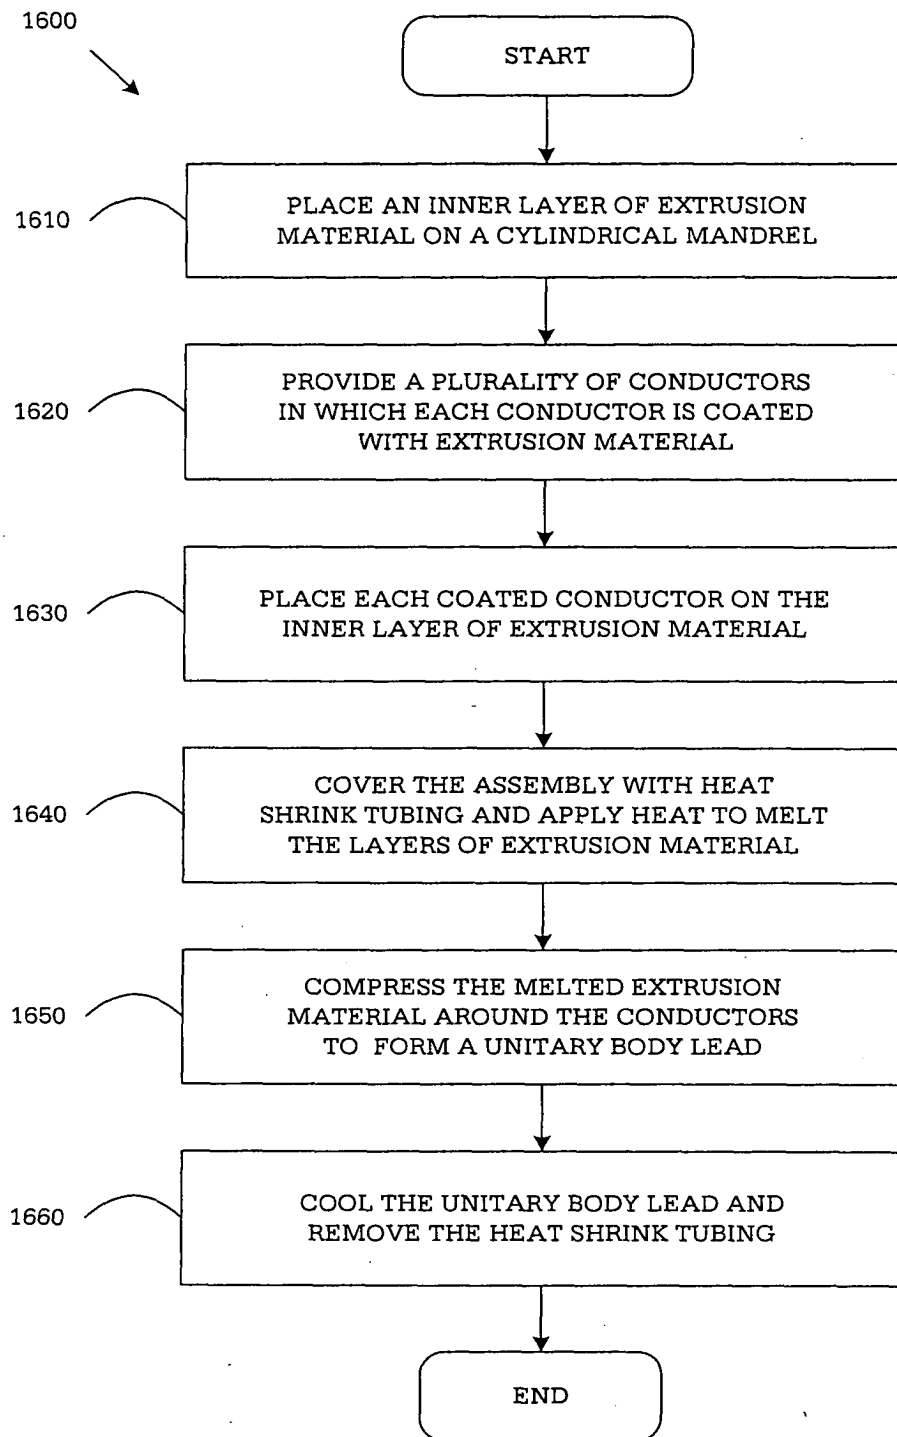 1600
START
1610
PLACE AN INNER LAYER OF EXTRUSION
MATERIAL ON A CYLINDRICAL MANDREL
1620
PROVIDE A PLURALITY OF CONDUCTORS
IN WHICH EACH CONDUCTOR IS COATED
WITH EXTRUSION MATERIAL
1630
PLACE EACH COATED CONDUCTOR ON THE
INNER LAYER OF EXTRUSION MATERIAL
1640
COVER THE ASSEMBLY WITH HEAT
SHRINK TUBING AND APPLY HEAT TO MELT
THE LAYERS OF EXTRUSION MATERIAL
1650
COMPRESS THE MELTED EXTRUSION
MATERIAL AROUND THE CONDUCTORS
TO FORM A UNITARY BODY LEAD
1660
COOL THE UNITARY BODY LEAD AND
REMOVE THE HEAT SHRINK TUBING
END